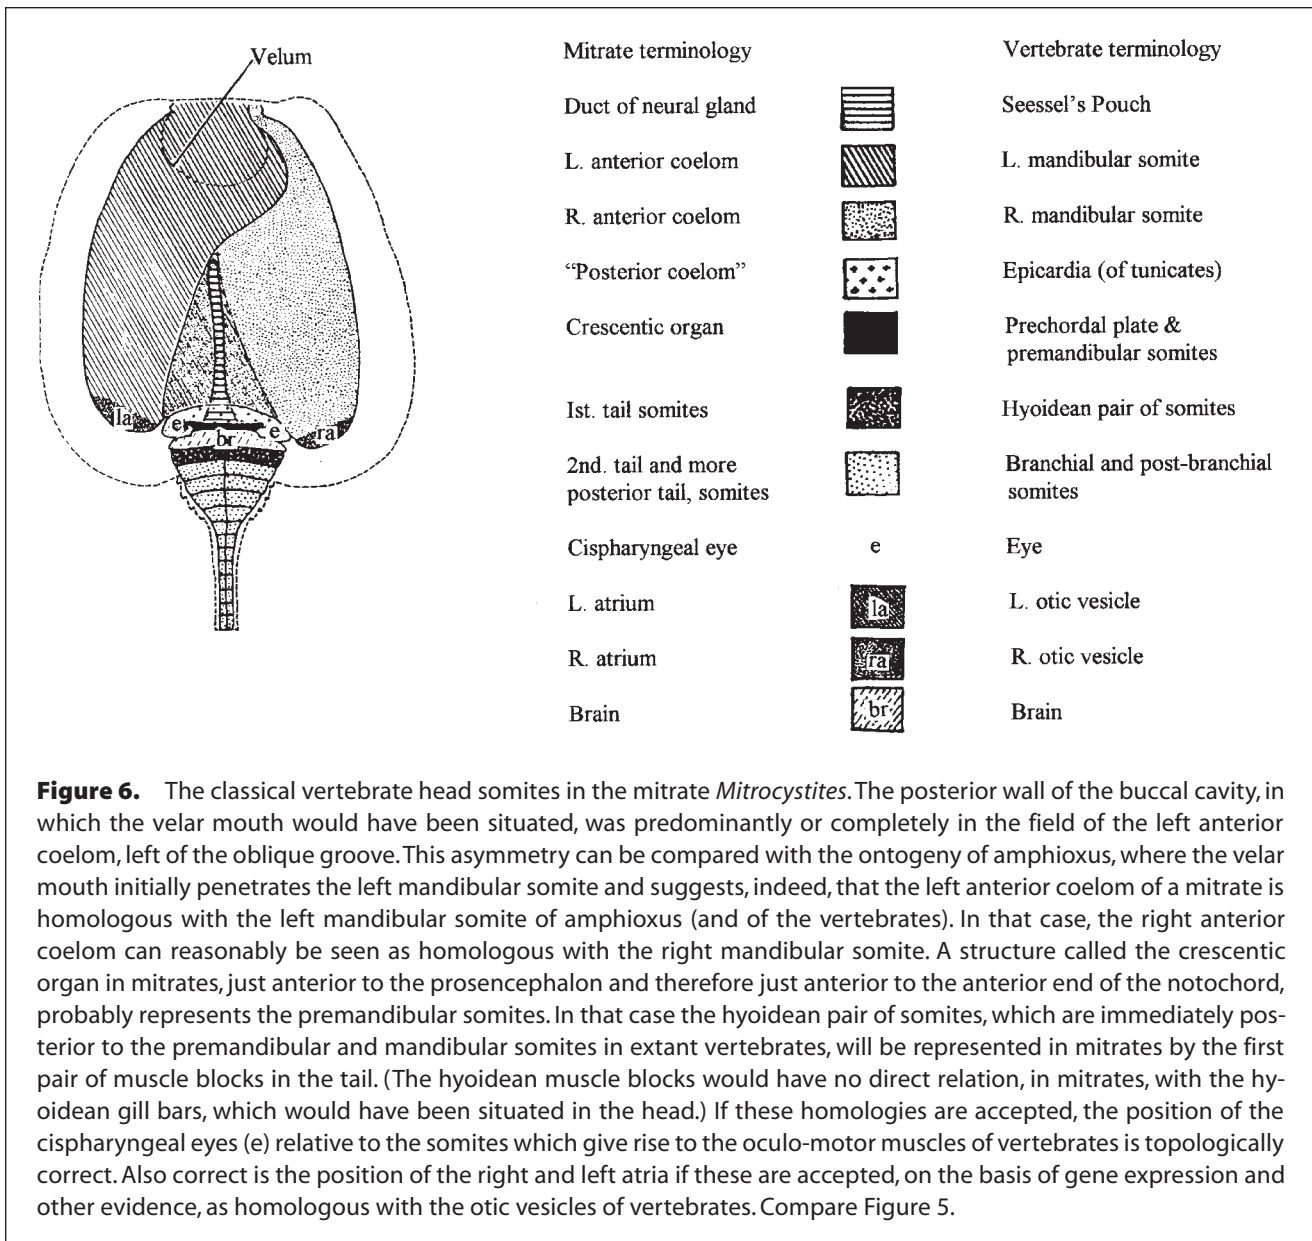 Velum
la
e
br
e
ra
Mitrate terminology Vertebrate terminology
Duct of neural gland Seessel's Pouch
L. anterior coelom L. mandibular somite
R. anterior coelom R. mandibular somite
“Posterior coelom” Epicardia (of tunicates)
Crescentic organ Prechordal plate &
premandibular somites
Ist. tail somites Hyoidean pair of somites
2nd. tail and more Branchial and post-branchial
posterior tail, somites somites
Cispharyngeal eye e Eye
L. atrium la L. otic vesicle
R. atrium ra R. otic vesicle
Brain br Brain
Figure 6. The classical vertebrate head somites in the mitrate Mitrocystites. The posterior wall of the buccal cavity, in
which the velar mouth would have been situated, was predominantly or completely in the field of the left anterior
coelom, left of the oblique groove. This asymmetry can be compared with the ontogeny of amphioxus, where the velar
mouth initially penetrates the left mandibular somite and suggests, indeed, that the left anterior coelom of a mitrate is
homologous with the left mandibular somite of amphioxus (and of the vertebrates). In that case, the right anterior
coelom can reasonably be seen as homologous with the right mandibular somite. A structure called the crescentic
organ in mitrates, just anterior to the prosencephalon and therefore just anterior to the anterior end of the notochord,
probably represents the premandibular somites. In that case the hyoidean pair of somites, which are immediately pos-
terior to the premandibular and mandibular somites in extant vertebrates, will be represented in mitrates by the first
pair of muscle blocks in the tail. (The hyoidean muscle blocks would have no direct relation, in mitrates, with the hy-
oidean gill bars, which would have been situated in the head.) If these homologies are accepted, the position of the
cispharyngeal eyes (e) relative to the somites which give rise to the oculo-motor muscles of vertebrates is topologically
correct. Also correct is the position of the right and left atria if these are accepted, on the basis of gene expression and
other evidence, as homologous with the otic vesicles of vertebrates. Compare Figure 5.